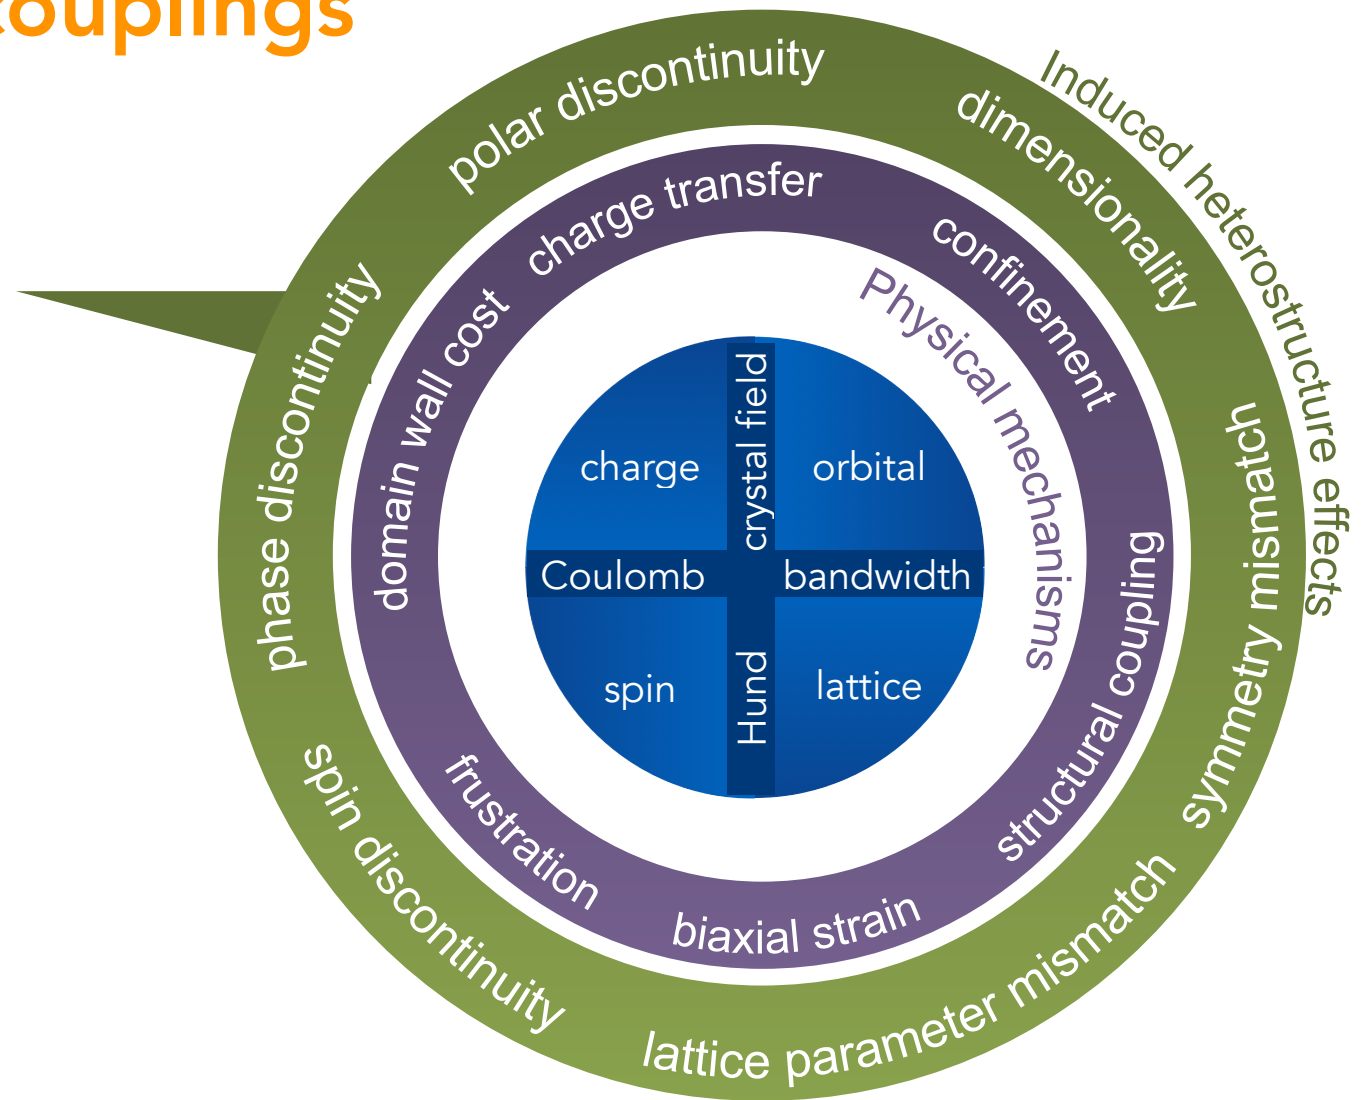 couplings
Induced heterostructure effects
polar discontinuity
dimensionality
symmetry mismatch
lattice parameter mismatch
spin discontinuity
phase discontinuity
Physical mechanisms
charge transfer
confinement
structural coupling
biaxial strain
frustration
domain wall cost
charge
crystal field
orbital
Coulomb
bandwidth
spin
Hund
lattice